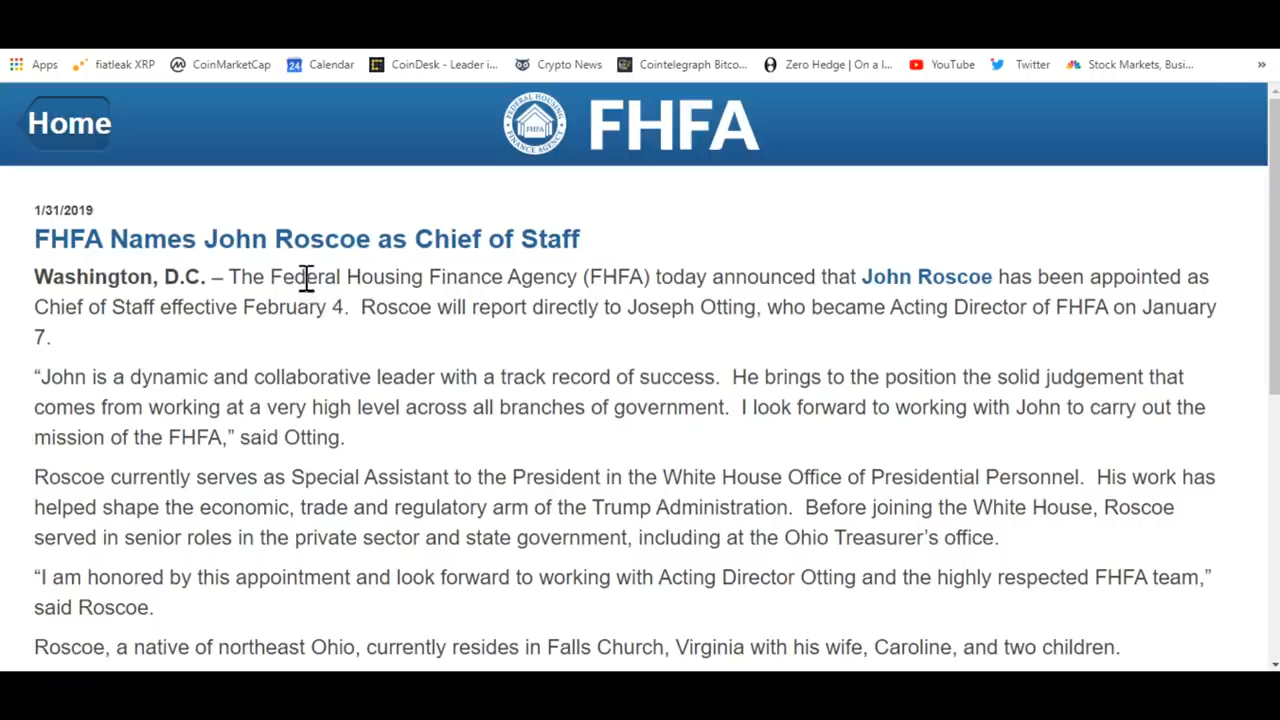 Apps fiatleak XRP CoinMarketCap 24 Calendar CoinDesk - Leader i... Crypto News Cointelegraph Bitco... Zero Hedge | On a l... YouTube Twitter Stock Markets, Busi... »
Home FEDERAL HOUSING FINANCE AGENCY FHFA FHFA
1/31/2019
FHFA Names John Roscoe as Chief of Staff
Washington, D.C. – The Federal Housing Finance Agency (FHFA) today announced that John Roscoe has been appointed as
Chief of Staff effective February 4.  Roscoe will report directly to Joseph Otting, who became Acting Director of FHFA on January
7.
“John is a dynamic and collaborative leader with a track record of success.  He brings to the position the solid judgement that
comes from working at a very high level across all branches of government.  I look forward to working with John to carry out the
mission of the FHFA,” said Otting.
Roscoe currently serves as Special Assistant to the President in the White House Office of Presidential Personnel.  His work has
helped shape the economic, trade and regulatory arm of the Trump Administration.  Before joining the White House, Roscoe
served in senior roles in the private sector and state government, including at the Ohio Treasurer’s office.
“I am honored by this appointment and look forward to working with Acting Director Otting and the highly respected FHFA team,”
said Roscoe.
Roscoe, a native of northeast Ohio, currently resides in Falls Church, Virginia with his wife, Caroline, and two children.